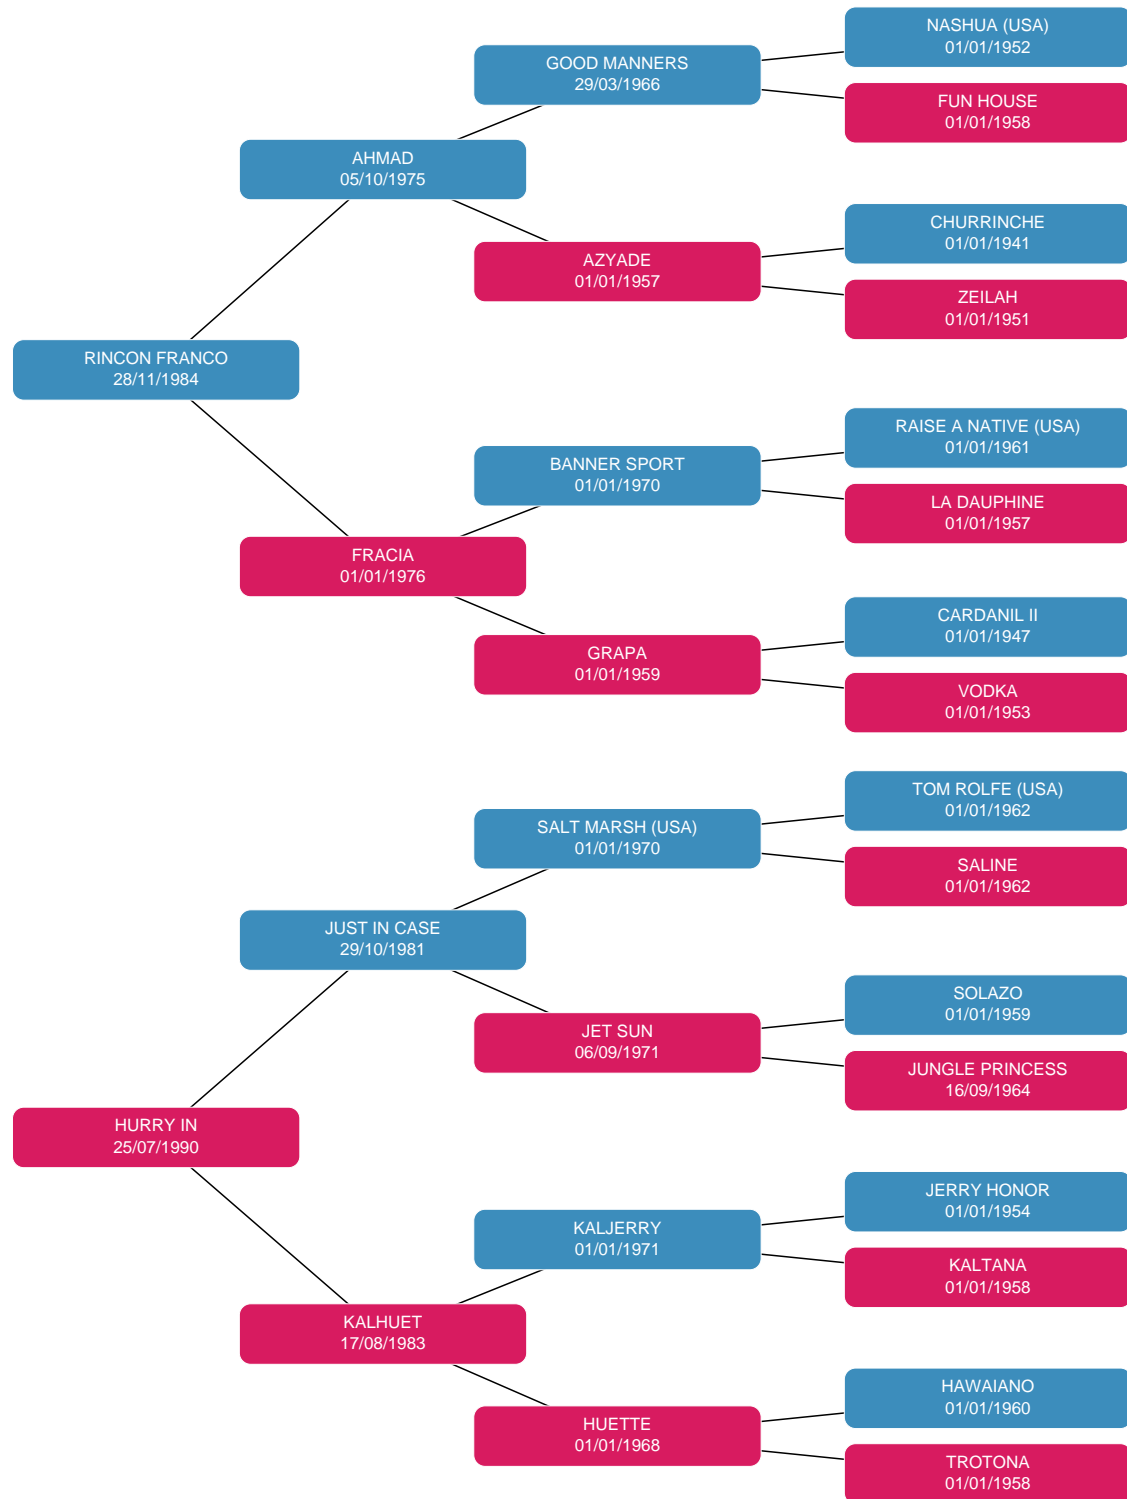 NASHUA (USA)
01/01/1952
GOOD MANNERS
29/03/1966
FUN HOUSE
01/01/1958
AHMAD
05/10/1975
CHURRINCHE
01/01/1941
AZYADE
01/01/1957
ZEILAH
01/01/1951
RINCON FRANCO
28/11/1984
RAISE A NATIVE (USA)
01/01/1961
BANNER SPORT
01/01/1970
LA DAUPHINE
01/01/1957
FRACIA
01/01/1976
CARDANIL II
01/01/1947
GRAPA
01/01/1959
VODKA
01/01/1953
TOM ROLFE (USA)
01/01/1962
SALT MARSH (USA)
01/01/1970
SALINE
01/01/1962
JUST IN CASE
29/10/1981
SOLAZO
01/01/1959
JET SUN
06/09/1971
JUNGLE PRINCESS
16/09/1964
HURRY IN
25/07/1990
JERRY HONOR
01/01/1954
KALJERRY
01/01/1971
KALTANA
01/01/1958
KALHUET
17/08/1983
HAWAIANO
01/01/1960
HUETTE
01/01/1968
TROTONA
01/01/1958